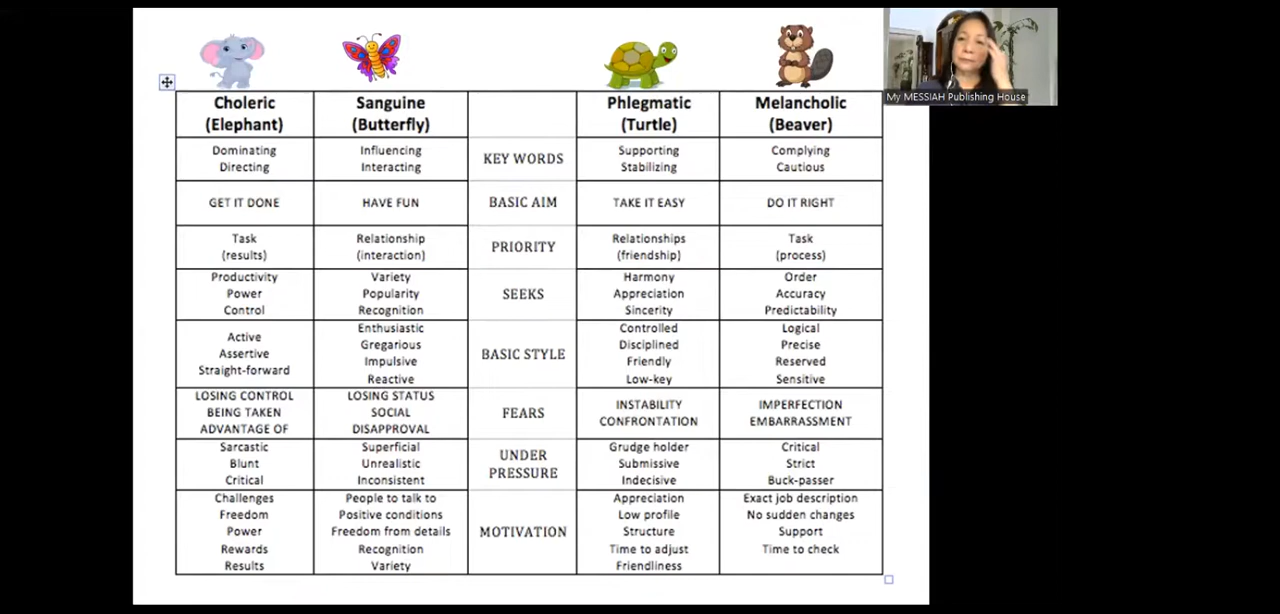 Choleric
(Elephant)
Sanguine
(Butterfly)
Phlegmatic
(Turtle)
Melancholic
(Beaver)
My MESSIAH Publishing House
Dominating
Directing
Influencing
Interacting
KEY WORDS
Supporting
Stabilizing
Complying
Cautious
GET IT DONE
HAVE FUN
BASIC AIM
TAKE IT EASY
DO IT RIGHT
Task
(results)
Relationship
(interaction)
PRIORITY
Relationships
(friendship)
Task
(process)
Productivity
Power
Control
Variety
Popularity
Recognition
SEEKS
Harmony
Appreciation
Sincerity
Order
Accuracy
Predictability
Active
Assertive
Straight-forward
Enthusiastic
Gregarious
Impulsive
Reactive
BASIC STYLE
Controlled
Disciplined
Friendly
Low-key
Logical
Precise
Reserved
Sensitive
LOSING CONTROL
BEING TAKEN
ADVANTAGE OF
LOSING STATUS
SOCIAL
DISAPPROVAL
FEARS
INSTABILITY
CONFRONTATION
IMPERFECTION
EMBARRASSMENT
Sarcastic
Blunt
Critical
Superficial
Unrealistic
Inconsistent
UNDER
PRESSURE
Grudge holder
Submissive
Indecisive
Critical
Strict
Buck-passer
Challenges
Freedom
Power
Rewards
Results
People to talk to
Positive conditions
Freedom from details
Recognition
Variety
MOTIVATION
Appreciation
Low profile
Structure
Time to adjust
Friendliness
Exact job description
No sudden changes
Support
Time to check